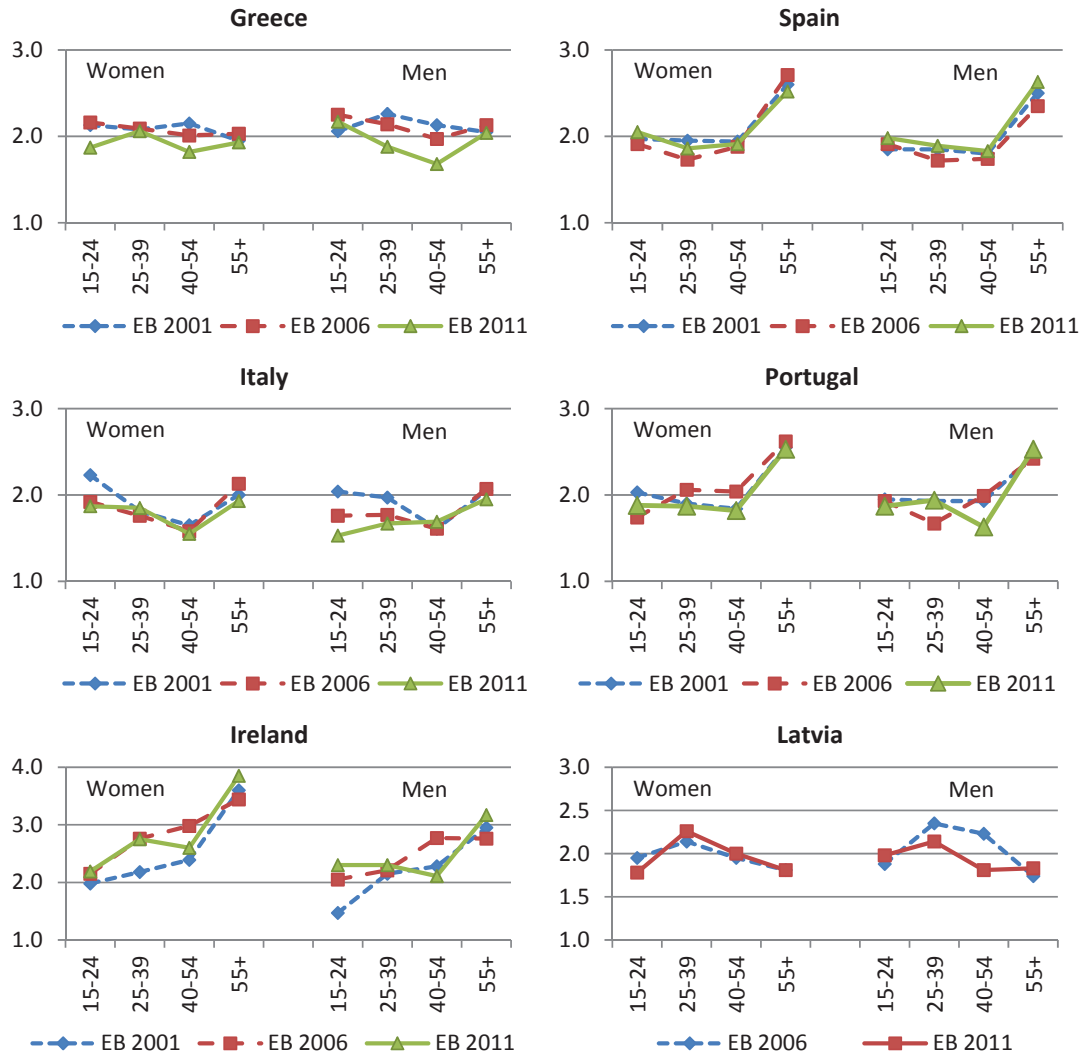 Greece
3.0
2.0
1.0
Women
Men
15-24
25-39
40-54
55+
15-24
25-39
40-54
55+
EB 2001 EB 2006 EB 2011
Spain
3.0
2.0
1.0
Women
Men
15-24
25-39
40-54
55+
15-24
25-39
40-54
55+
EB 2001 EB 2006 EB 2011
Italy
3.0
2.0
1.0
Women
Men
15-24
25-39
40-54
55+
15-24
25-39
40-54
55+
EB 2001 EB 2006 EB 2011
Portugal
3.0
2.0
1.0
Women
Men
15-24
25-39
40-54
55+
15-24
25-39
40-54
55+
EB 2001 EB 2006 EB 2011
Ireland
4.0
3.0
2.0
1.0
Women
Men
15-24
25-39
40-54
55+
15-24
25-39
40-54
55+
EB 2001 EB 2006 EB 2011
Latvia
3.0
2.5
2.0
1.5
1.0
Women
Men
15-24
25-39
40-54
55+
15-24
25-39
40-54
55+
EB 2006 EB 2011